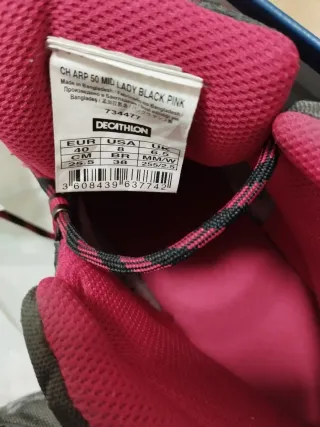 CH ARP 50 MID LADY BLACK PINK
Made in Bangladesh
734477
DECATHLON
EUR USA UK
40 8 6.5
CM BR MM/W
25.5 38 255/2.5
3 608439 637742